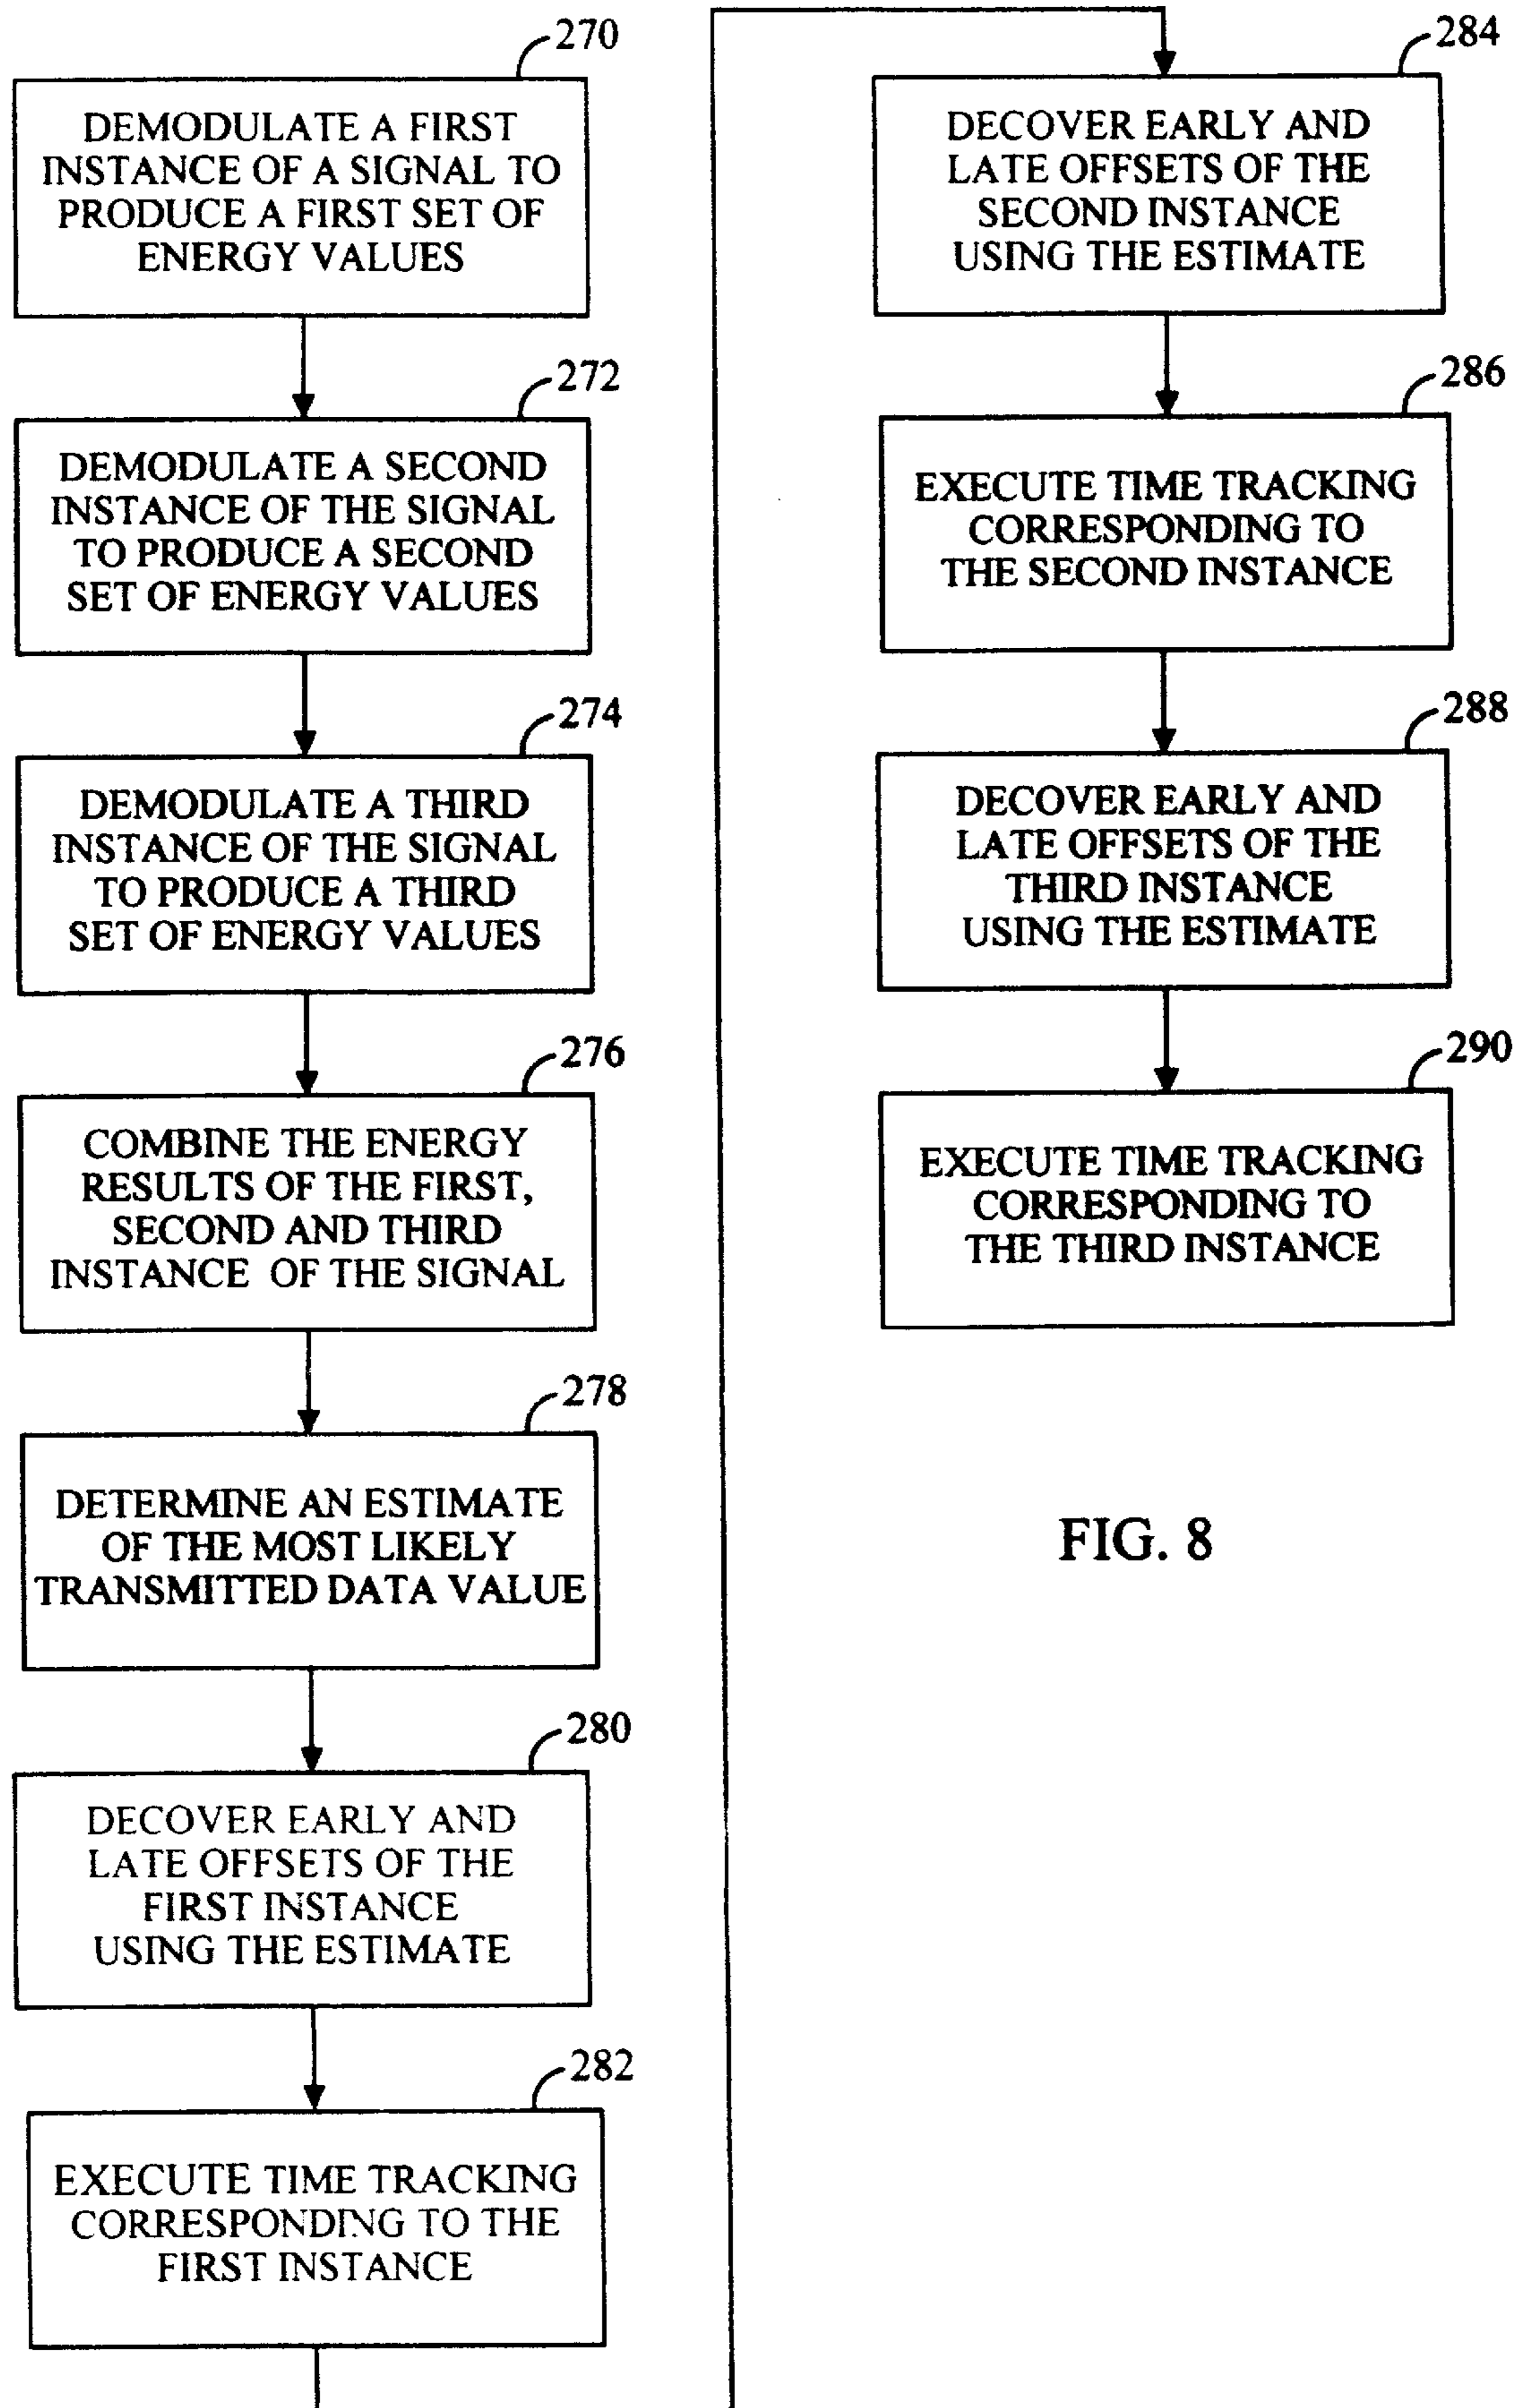 270
DEMODULATE A FIRST
INSTANCE OF A SIGNAL TO
PRODUCE A FIRST SET OF
ENERGY VALUES
272
DEMODULATE A SECOND
INSTANCE OF THE SIGNAL
TO PRODUCE A SECOND
SET OF ENERGY VALUES
274
DEMODULATE A THIRD
INSTANCE OF THE SIGNAL
TO PRODUCE A THIRD
SET OF ENERGY VALUES
276
COMBINE THE ENERGY
RESULTS OF THE FIRST,
SECOND AND THIRD
INSTANCE OF THE SIGNAL
278
DETERMINE AN ESTIMATE
OF THE MOST LIKELY
TRANSMITTED DATA VALUE
280
DECOVER EARLY AND
LATE OFFSETS OF THE
FIRST INSTANCE
USING THE ESTIMATE
282
EXECUTE TIME TRACKING
CORRESPONDING TO THE
FIRST INSTANCE
284
DECOVER EARLY AND
LATE OFFSETS OF THE
SECOND INSTANCE
USING THE ESTIMATE
286
EXECUTE TIME TRACKING
CORRESPONDING TO
THE SECOND INSTANCE
288
DECOVER EARLY AND
LATE OFFSETS OF THE
THIRD INSTANCE
USING THE ESTIMATE
290
EXECUTE TIME TRACKING
CORRESPONDING TO
THE THIRD INSTANCE
FIG. 8